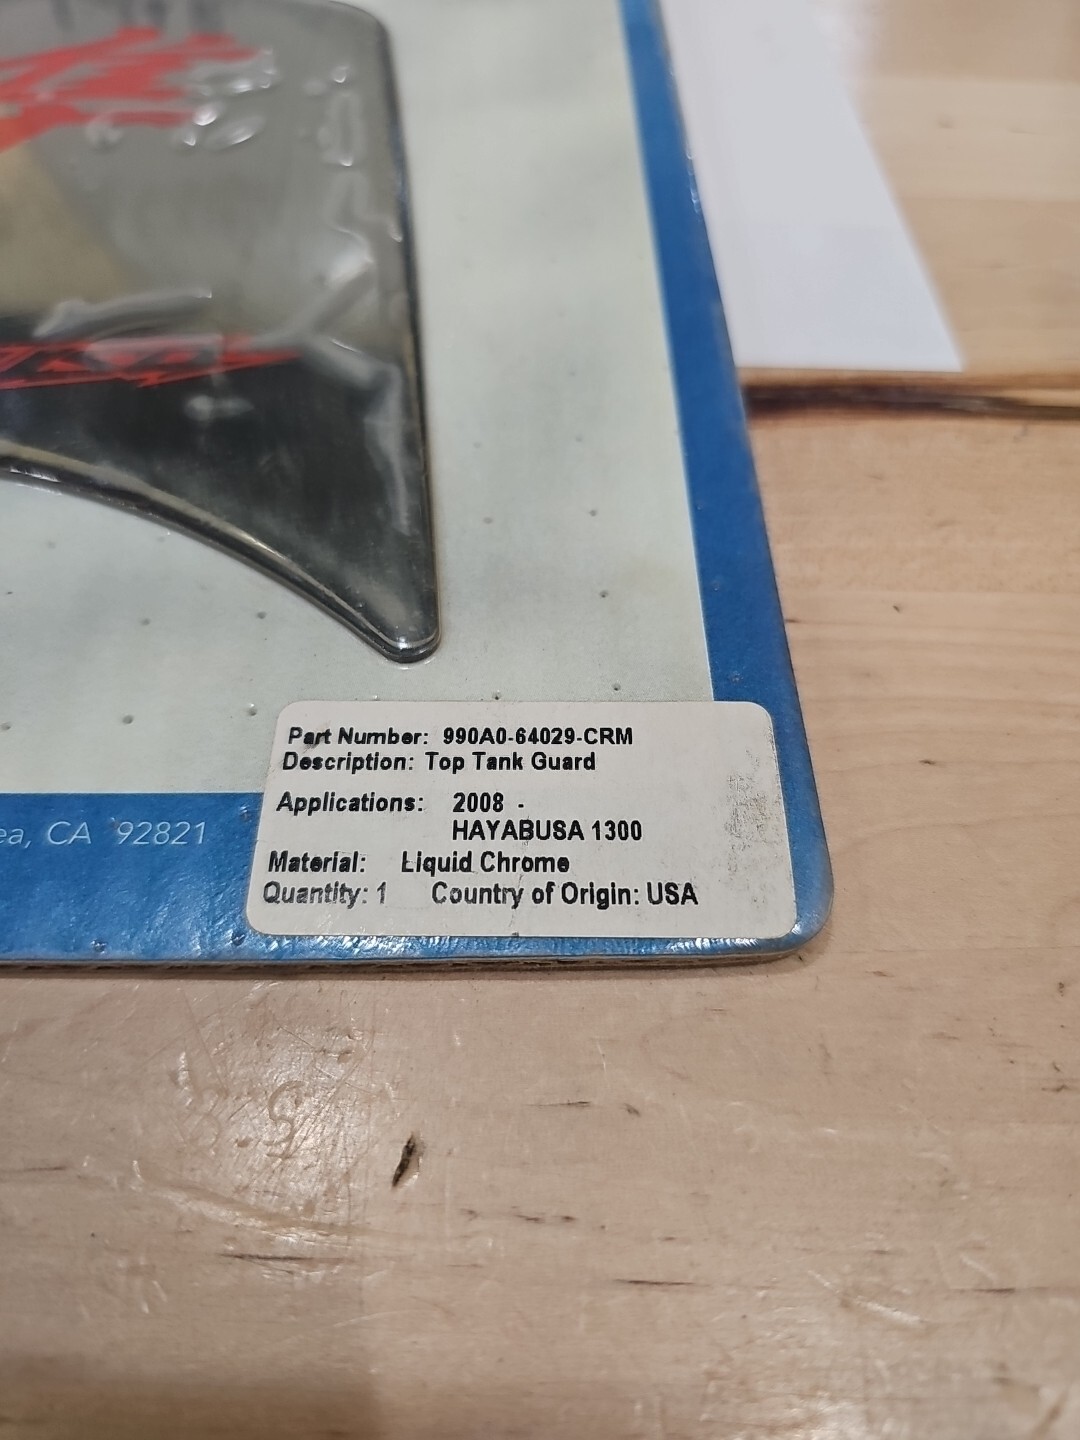 Part Number: 990A0-64029-CRM
Description: Top Tank Guard
Applications: 2008 -
HAYABUSA 1300
Material: Liquid Chrome
Quantity: 1 Country of Origin: USA
CA 92821